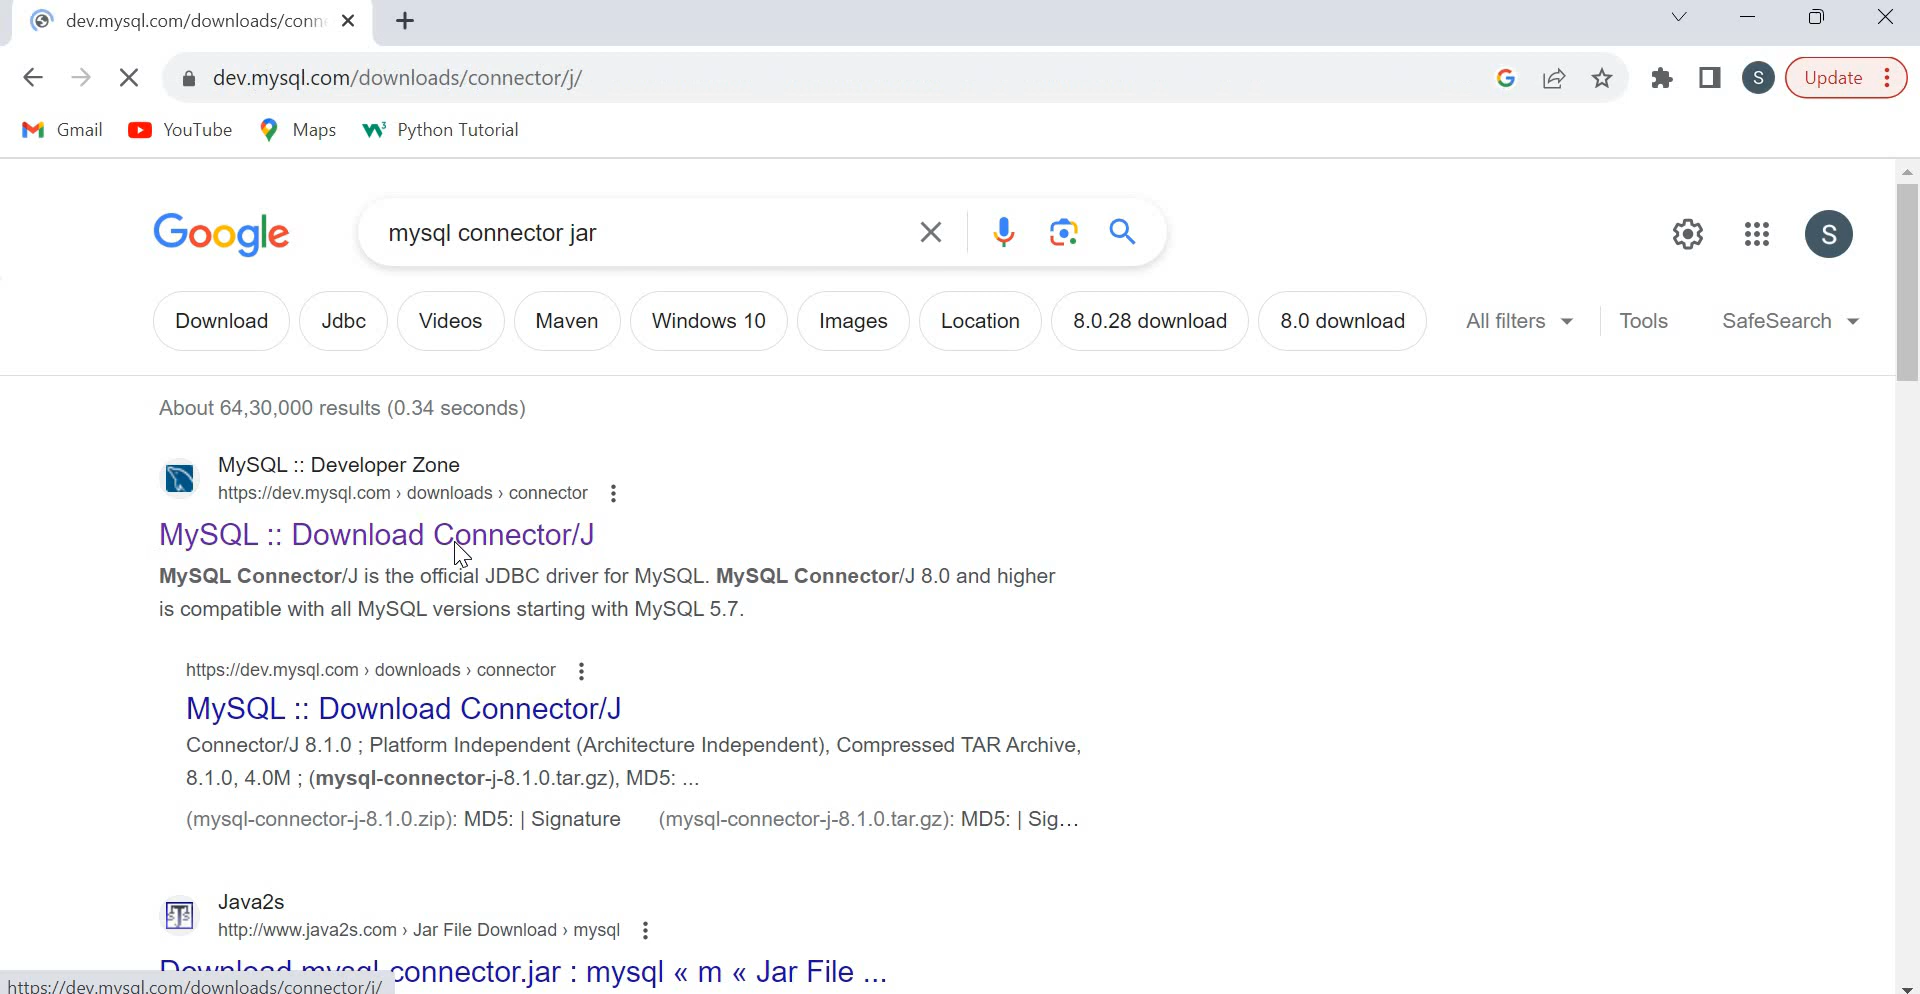 dev.mysql.com/downloads/conn
dev.mysql.com/downloads/connector/j/
S
Update
Gmail
YouTube
Maps
Python Tutorial
Google
mysql connector jar
S
Download
Jdbc
Videos
Maven
Windows 10
Images
Location
8.0.28 download
8.0 download
All filters
Tools
SafeSearch
About 64,30,000 results (0.34 seconds)
MySQL :: Developer Zone
https://dev.mysql.com › downloads › connector
MySQL :: Download Connector/J
MySQL Connector/J is the official JDBC driver for MySQL. MySQL Connector/J 8.0 and higher
is compatible with all MySQL versions starting with MySQL 5.7.
https://dev.mysql.com › downloads › connector
MySQL :: Download Connector/J
Connector/J 8.1.0 ; Platform Independent (Architecture Independent), Compressed TAR Archive,
8.1.0, 4.0M ; (mysql-connector-j-8.1.0.tar.gz), MD5: ...
(mysql-connector-j-8.1.0.zip): MD5: | Signature (mysql-connector-j-8.1.0.tar.gz): MD5: | Sig...
Java2s
http://www.java2s.com › Jar File Download › mysql
Download mysql connector.jar : mysql « m « Jar File ...
https://dev.mysql.com/downloads/connector/j/